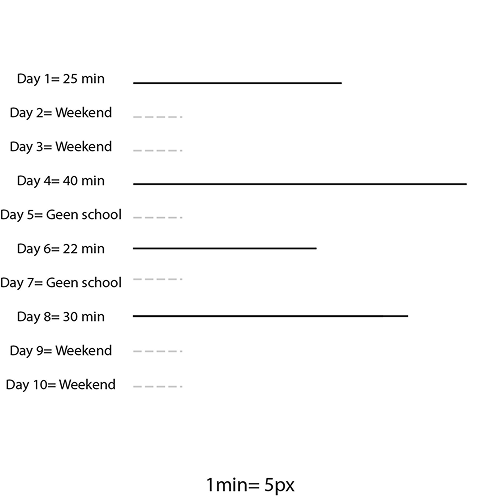 Day 1= 25 min
Day 2= Weekend
Day 3= Weekend
Day 4= 40 min
Day 5= Geen school
Day 6= 22 min
Day 7= Geen school
Day 8= 30 min
Day 9= Weekend
Day 10= Weekend
1min= 5px